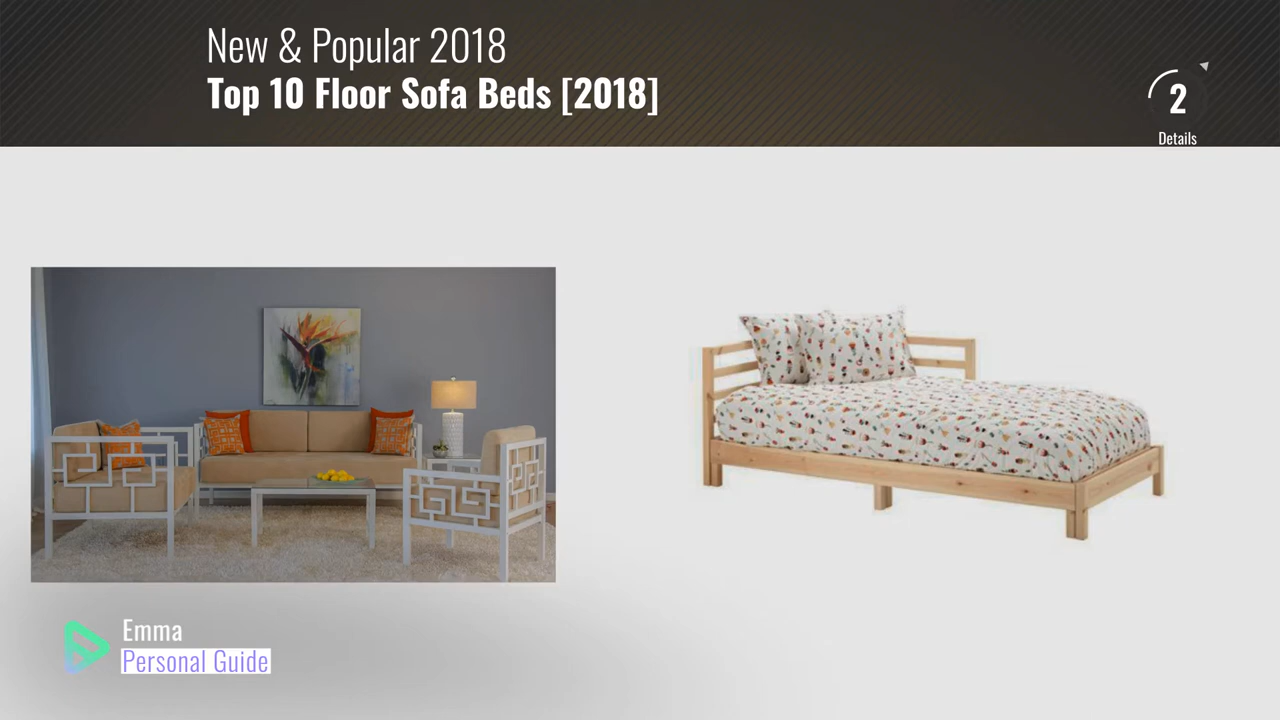 New & Popular 2018
Top 10 Floor Sofa Beds [2018]
2
Details
Emma
Personal Guide